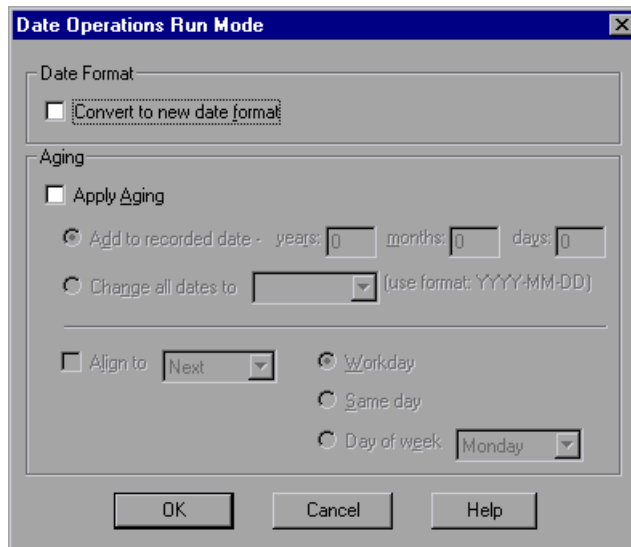 Date Operations Run Mode
Date Format
Convert to new date format
Aging
Apply Aging
Add to recorded date - years: 0 months: 0 days: 0
Change all dates to (use format: YYYY-MM-DD)
Align to Next Workday
Same day
Day of week Monday
OK Cancel Help